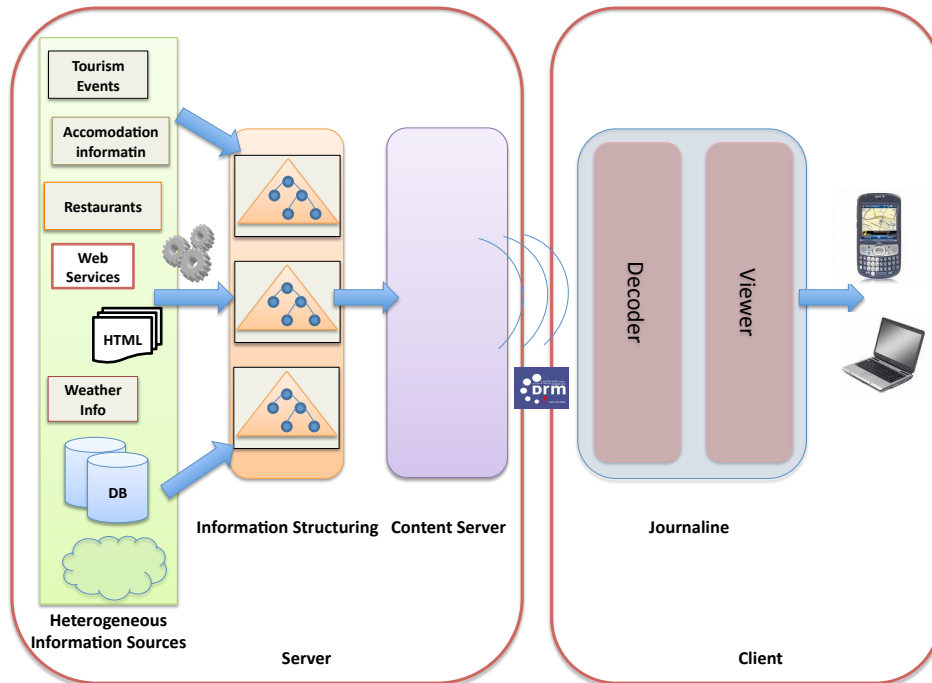 Tourism
Events
Accomodation
informatin
Restaurants
Web
Services
HTML
Weather
Info
DB
Heterogeneous
Information Sources
Information Structuring
Content Server
Server
Drm
Decoder
Viewer
Journaline
Client